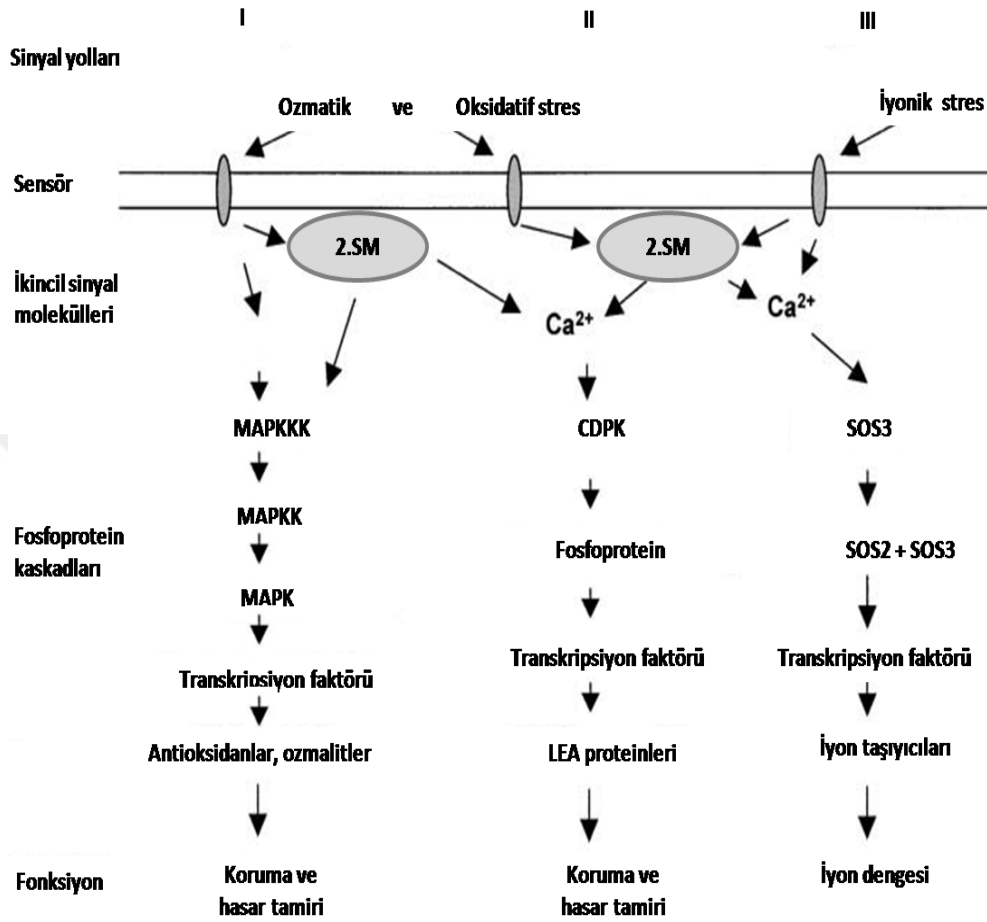 I II III
Sinyal yolları
Ozmatik ve Oksidatif stres İyonik stres
Sensör
2.SM 2.SM
İkincil sinyal
molekülleri
Ca²⁺ Ca²⁺
MAPKKK CDPK SOS3
MAPKK
Fosfoprotein
kaskadları
Fosfoprotein SOS2 + SOS3
MAPK
Transkripsiyon faktörü Transkripsiyon faktörü Transkripsiyon faktörü
Antioksidanlar, ozmalitler LEA proteinleri İyon taşıyıcıları
Fonksiyon
Koruma ve
hasar tamiri
Koruma ve
hasar tamiri
İyon dengesi